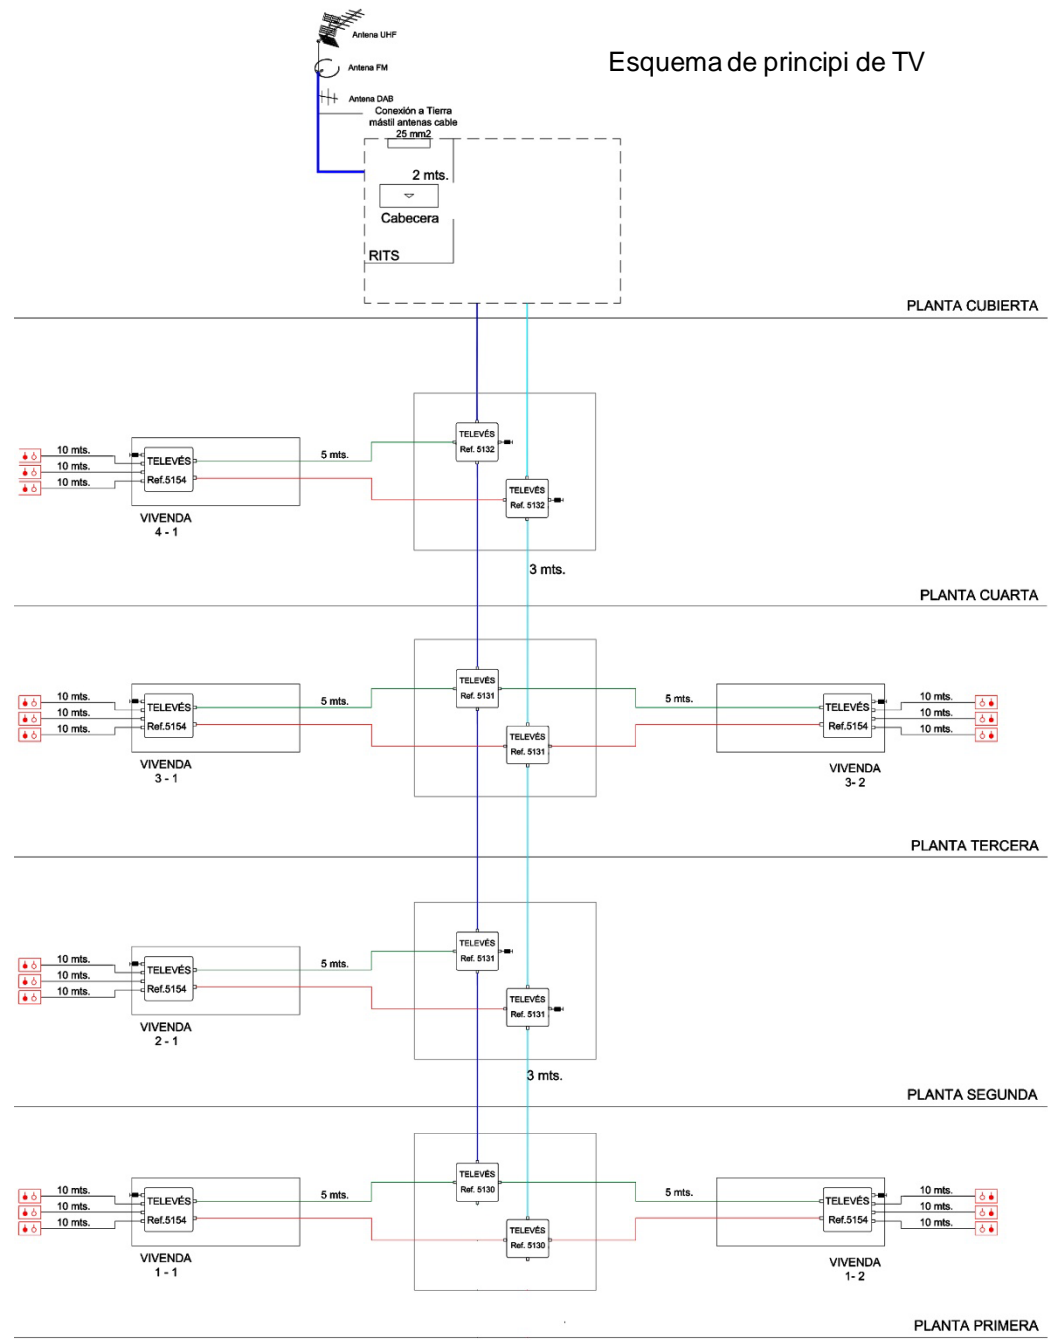 Antena UHF
Esquema de principi de TV
Antena FM
Antena DAB
Conexión a Tierra
mástil antenas cable
25 mm2
2 mts.
Cabecera
RITS
PLANTA CUBIERTA
10 mts.
10 mts.
10 mts.
TELEVÉS
Ref.5154
VIVENDA
4 - 1
5 mts.
TELEVÉS
Ref. 5132
TELEVÉS
Ref. 5132
3 mts.
PLANTA CUARTA
10 mts.
10 mts.
10 mts.
TELEVÉS
Ref.5154
VIVENDA
3 - 1
5 mts.
TELEVÉS
Ref. 5131
TELEVÉS
Ref. 5131
5 mts.
TELEVÉS
Ref.5154
VIVENDA
3- 2
10 mts.
10 mts.
10 mts.
PLANTA TERCERA
10 mts.
10 mts.
10 mts.
TELEVÉS
Ref.5154
VIVENDA
2 - 1
5 mts.
TELEVÉS
Ref. 5131
TELEVÉS
Ref. 5131
3 mts.
PLANTA SEGUNDA
10 mts.
10 mts.
10 mts.
TELEVÉS
Ref.5154
VIVENDA
1 - 1
5 mts.
TELEVÉS
Ref. 5130
TELEVÉS
Ref. 5130
5 mts.
TELEVÉS
Ref.5154
VIVENDA
1- 2
10 mts.
10 mts.
10 mts.
PLANTA PRIMERA